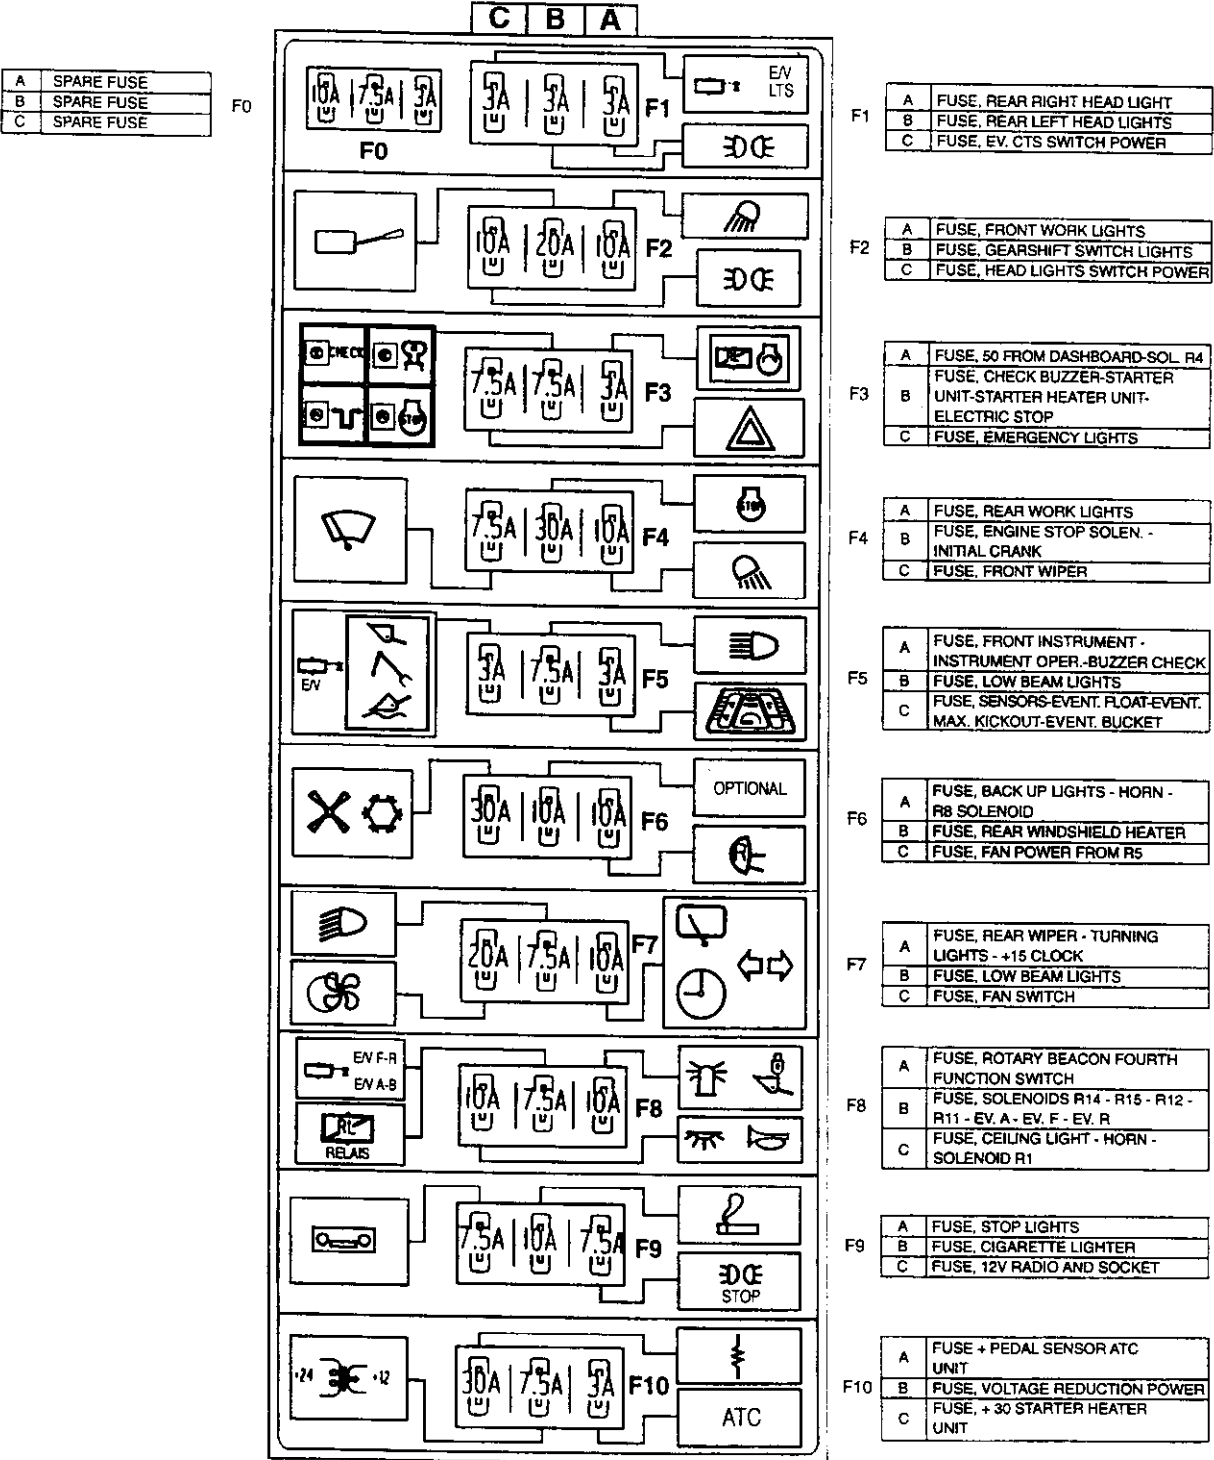 C B A
A SPARE FUSE
B SPARE FUSE
C SPARE FUSE
F0
10A 7.5A 3A
F0
3A 3A 3A
F1
E/V
LTS
F1
A FUSE, REAR RIGHT HEAD LIGHT
B FUSE, REAR LEFT HEAD LIGHTS
C FUSE, EV. CTS SWITCH POWER
10A 20A 10A
F2
F2
A FUSE, FRONT WORK LIGHTS
B FUSE, GEARSHIFT SWITCH LIGHTS
C FUSE, HEAD LIGHTS SWITCH POWER
CHECK
STOP
7.5A 7.5A 3A
F3
F3
A FUSE, 50 FROM DASHBOARD-SOL. R4
B FUSE, CHECK BUZZER-STARTER
UNIT-STARTER HEATER UNIT-
ELECTRIC STOP
C FUSE, EMERGENCY LIGHTS
7.5A 30A 10A
F4
STOP
F4
A FUSE, REAR WORK LIGHTS
B FUSE, ENGINE STOP SOLEN. -
INITIAL CRANK
C FUSE, FRONT WIPER
E/V
3A 7.5A 3A
F5
F5
A FUSE, FRONT INSTRUMENT -
INSTRUMENT OPER.-BUZZER CHECK
B FUSE, LOW BEAM LIGHTS
C FUSE, SENSORS-EVENT. FLOAT-EVENT.
MAX. KICKOUT-EVENT. BUCKET
30A 10A 10A
F6
OPTIONAL
R
F6
A FUSE, BACK UP LIGHTS - HORN -
R8 SOLENOID
B FUSE, REAR WINDSHIELD HEATER
C FUSE, FAN POWER FROM R5
20A 7.5A 10A
F7
F7
A FUSE, REAR WIPER - TURNING
LIGHTS - +15 CLOCK
B FUSE, LOW BEAM LIGHTS
C FUSE, FAN SWITCH
E/V F-R
E/V A-B
RL
RELAIS
10A 7.5A 10A
F8
F8
A FUSE, ROTARY BEACON FOURTH
FUNCTION SWITCH
B FUSE, SOLENOIDS R14 - R15 - R12 -
R11 - EV. A - EV. F - EV. R
C FUSE, CEILING LIGHT - HORN -
SOLENOID R1
7.5A 10A 7.5A
F9
STOP
F9
A FUSE, STOP LIGHTS
B FUSE, CIGARETTE LIGHTER
C FUSE, 12V RADIO AND SOCKET
+24 +12
30A 7.5A 3A
F10
ATC
F10
A FUSE + PEDAL SENSOR ATC
UNIT
B FUSE, VOLTAGE REDUCTION POWER
C FUSE, + 30 STARTER HEATER
UNIT